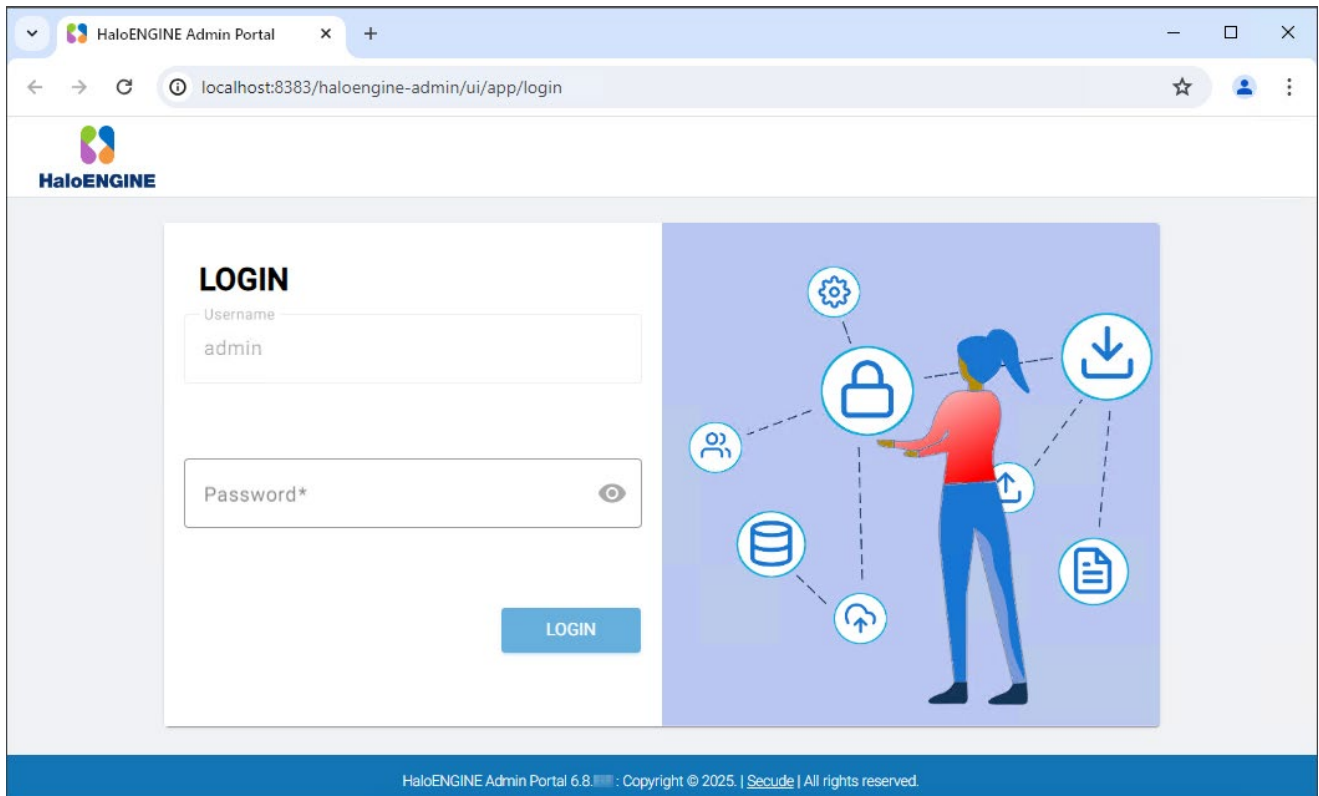 HaloENGINE Admin Portal
localhost:8383/haloengine-admin/ui/app/login
HaloENGINE
LOGIN
Username
admin
Password*
LOGIN
HaloENGINE Admin Portal 6.8. : Copyright © 2025. | Secude | All rights reserved.